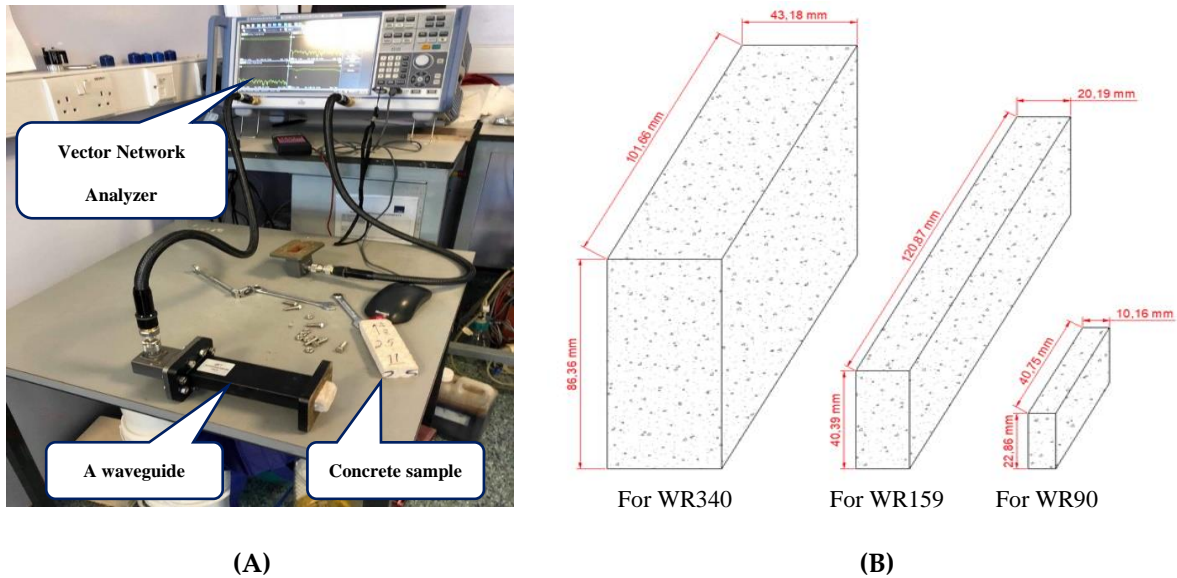 Vector Network
Analyzer
A waveguide
Concrete sample
(A)
43,18 mm
101,66 mm
86,36 mm
20,19 mm
120,87 mm
40,39 mm
10,16 mm
40,75 mm
22,86 mm
For WR340
For WR159
For WR90
(B)